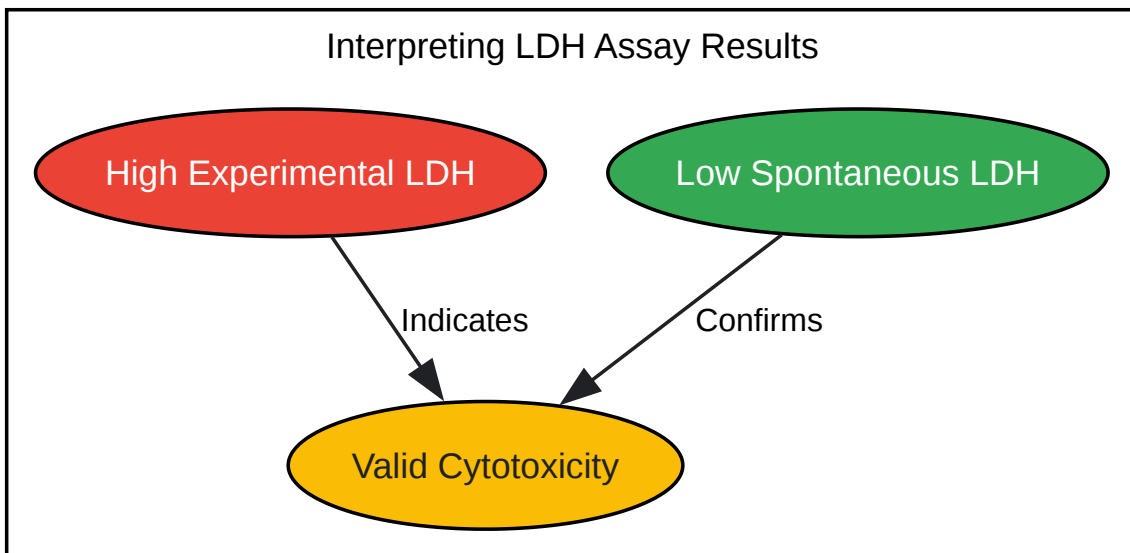 Interpreting LDH Assay Results
High Experimental LDH
Low Spontaneous LDH
Indicates
Confirms
Valid Cytotoxicity